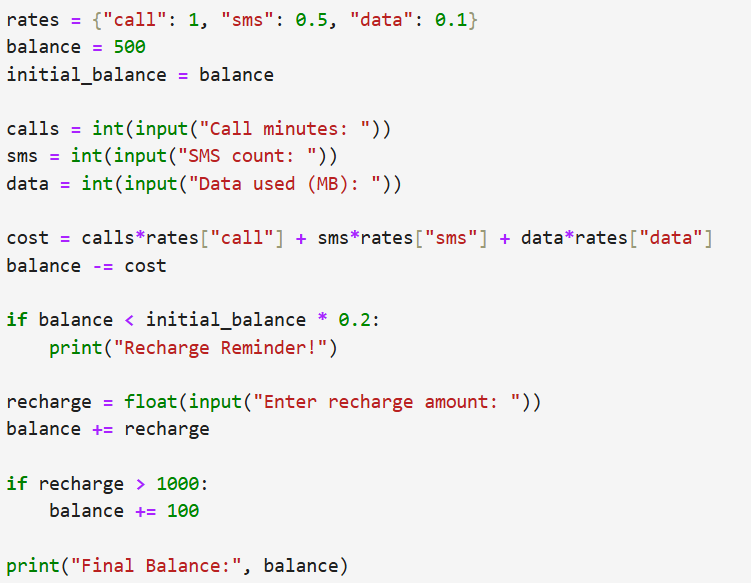 rates = {"call": 1, "sms": 0.5, "data": 0.1}
balance = 500
initial_balance = balance

calls = int(input("Call minutes: "))
sms = int(input("SMS count: "))
data = int(input("Data used (MB): "))

cost = calls*rates["call"] + sms*rates["sms"] + data*rates["data"]
balance -= cost

if balance < initial_balance * 0.2:
    print("Recharge Reminder!")

recharge = float(input("Enter recharge amount: "))
balance += recharge

if recharge > 1000:
    balance += 100

print("Final Balance:", balance)